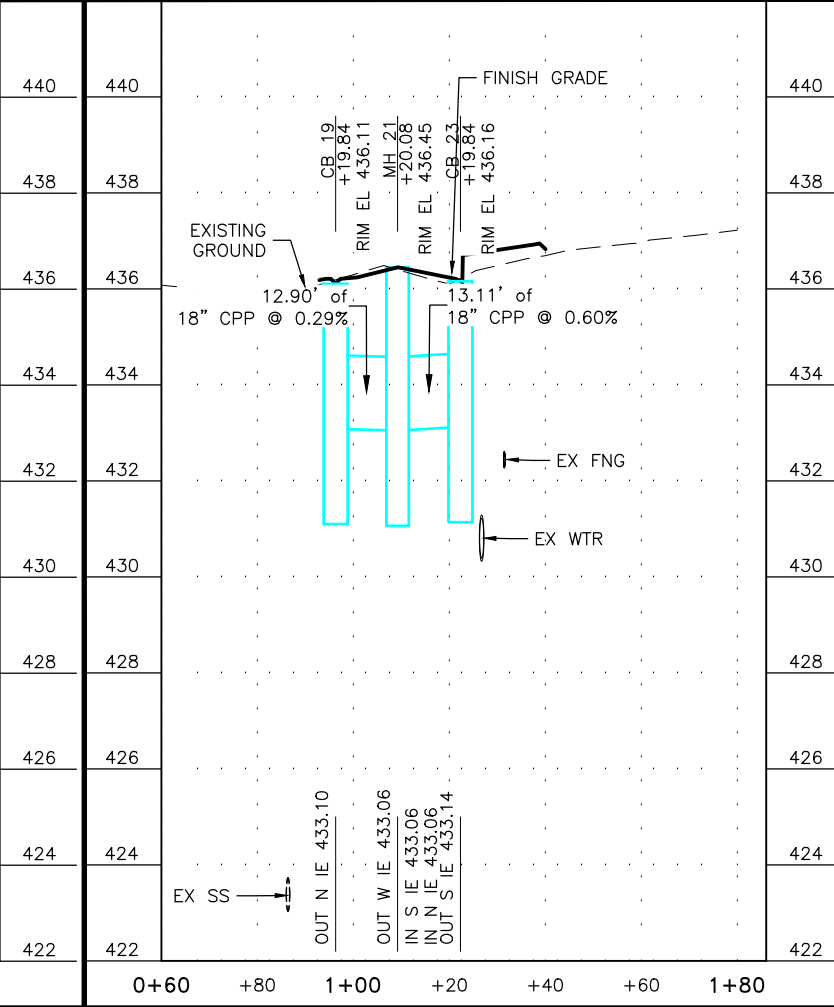 440 440 440
438 438 438
436 436 436
434 434 434
432 432 432
430 430 430
428 428 428
426 426 426
424 424 424
422 422 422
FINISH GRADE
CB 19
+19.84
RIM EL 436.11
MH 21
+20.08
RIM EL 436.45
CB 23
+19.84
RIM EL 436.16
EXISTING
GROUND
12.90' of
18" CPP @ 0.29%
13.11' of
18" CPP @ 0.60%
EX FNG
EX WTR
EX SS
OUT N IE 433.10
OUT W IE 433.06
IN S IE 433.06
IN N IE 433.06
OUT S IE 433.14
0+60 +80 1+00 +20 +40 +60 1+80